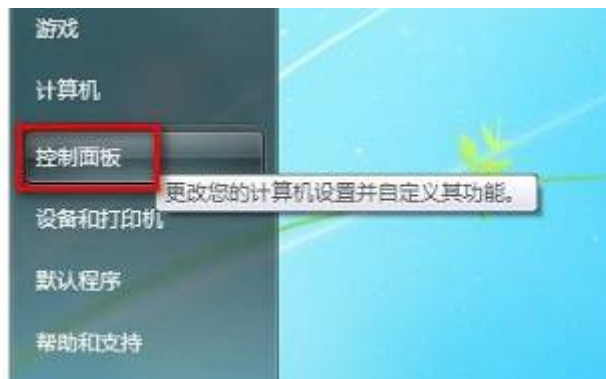 游戏
计算机
控制面板
更改您的计算机设置并自定义其功能。
设备和打印机
默认程序
帮助和支持